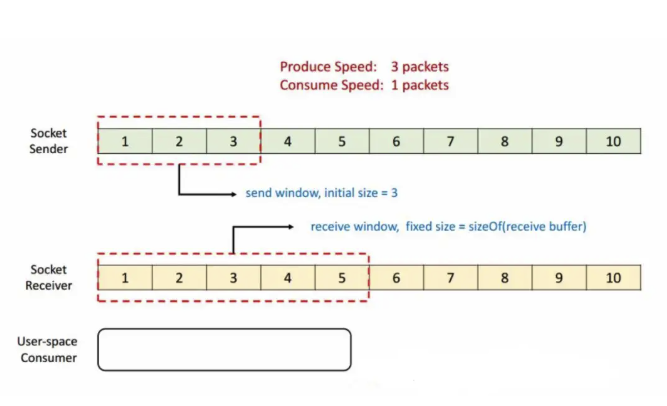 Produce Speed: 3 packets
Consume Speed: 1 packets
Socket
Sender
1 2 3 4 5 6 7 8 9 10
send window, initial size = 3
receive window, fixed size = sizeOf(receive buffer)
Socket
Receiver
1 2 3 4 5 6 7 8 9 10
User-space
Consumer